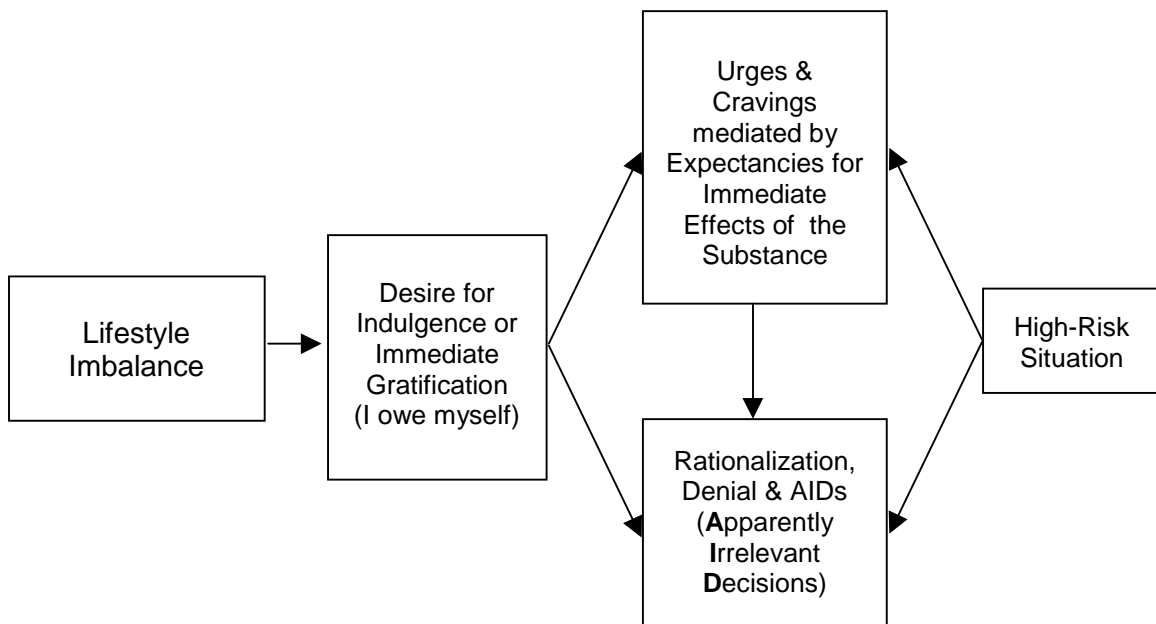 Lifestyle
Imbalance
Desire for
Indulgence or
Immediate
Gratification
(I owe myself)
Urges &
Cravings
mediated by
Expectancies for
Immediate
Effects of the
Substance
Rationalization,
Denial & AIDs
(Apparently
Irrelevant
Decisions)
High-Risk
Situation